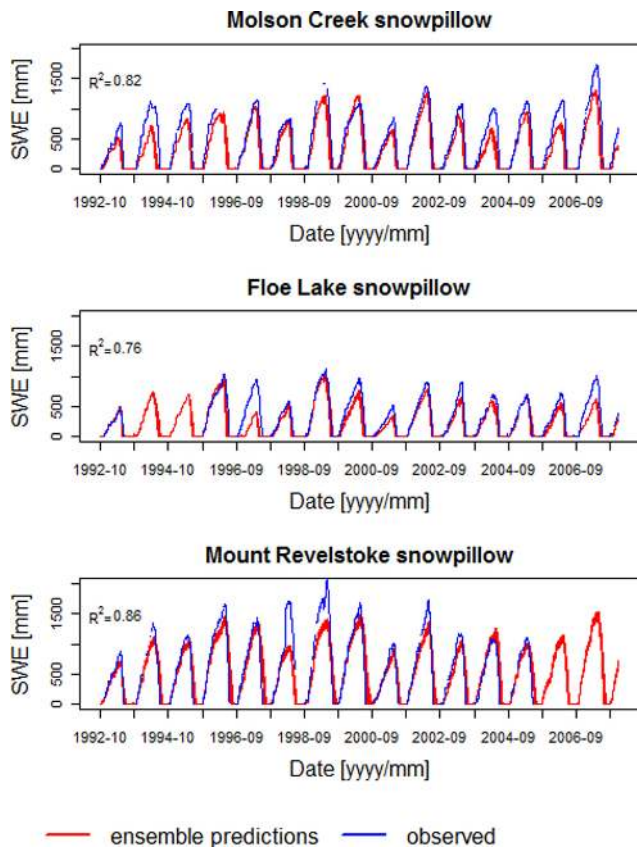 Molson Creek snowpillow
SWE [mm]
1500
500
0
R²=0.82
1992-10 1994-10 1996-09 1998-09 2000-09 2002-09 2004-09 2006-09
Date [yyyy/mm]
Floe Lake snowpillow
SWE [mm]
1500
500
0
R²=0.76
1992-10 1994-10 1996-09 1998-09 2000-09 2002-09 2004-09 2006-09
Date [yyyy/mm]
Mount Revelstoke snowpillow
SWE [mm]
1500
500
0
R²=0.86
1992-10 1994-10 1996-09 1998-09 2000-09 2002-09 2004-09 2006-09
Date [yyyy/mm]
ensemble predictions observed